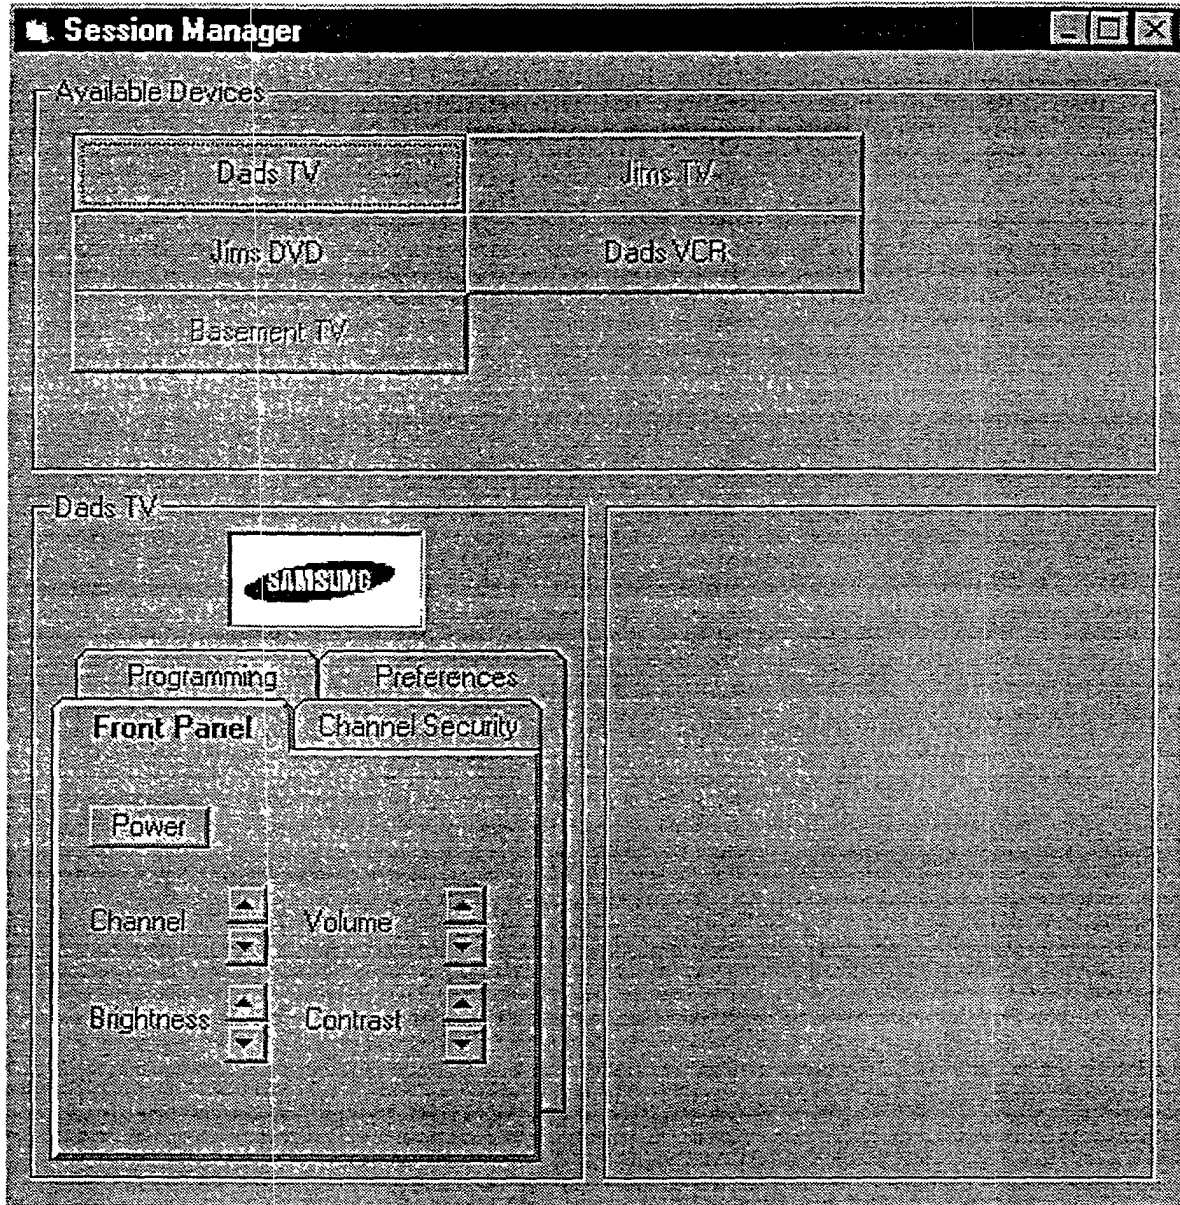 Session Manager
Available Devices
Dads TV
Jims TV
Jims DVD
Dads VCR
Basement TV
Dads TV
SAMSUNG
Programming
Preferences
Front Panel
Channel Security
Power
Channel
Volume
Brightness
Contrast